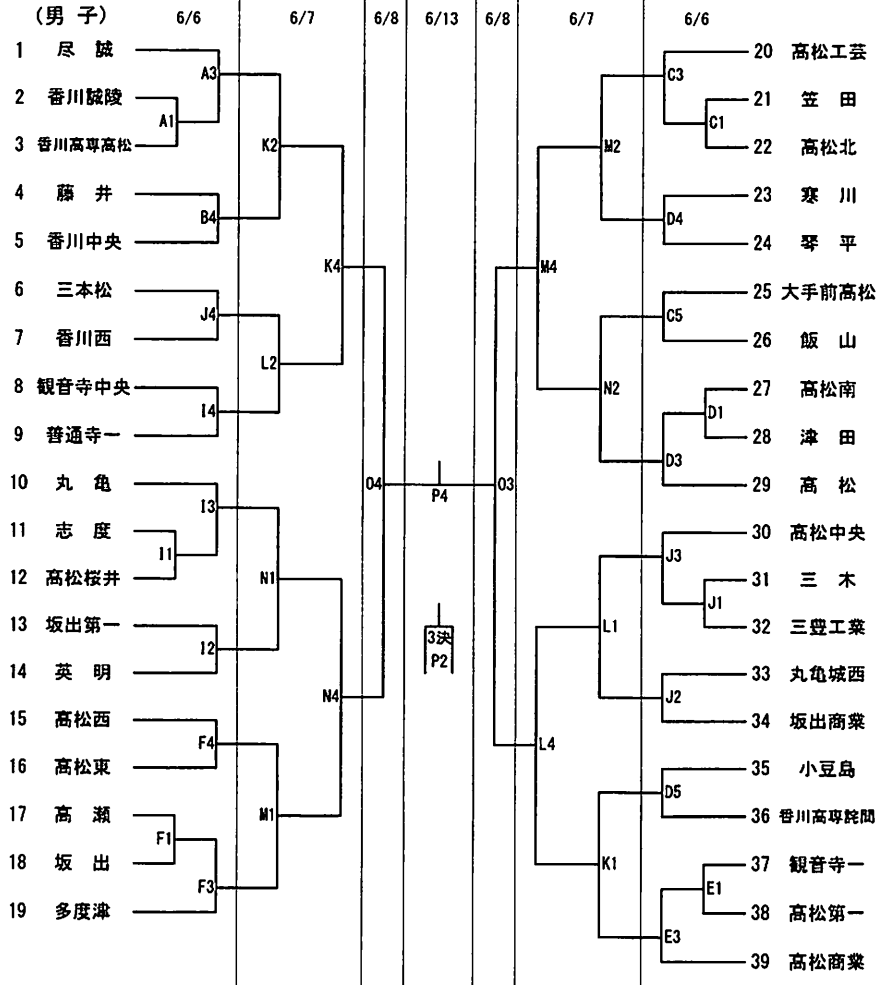 (男 子) 6/6 6/7 6/8 6/13 6/8 6/7 6/6
1 尽 誠
2 香川誠陵
3 香川高専高松
4 藤 井
5 香川中央
6 三本松
7 香川西
8 観音寺中央
9 善通寺一
10 丸 亀
11 志 度
12 高松桜井
13 坂出第一
14 英 明
15 高松西
16 高松東
17 高 瀬
18 坂 出
19 多度津
A3
A1
B4
J4
I4
I3
I1
I2
F4
F1
F3
K2
L2
N1
M1
K4
N4
O4
P4
3決
P2
O3
M4
L4
M2
N2
L1
K1
C3
C1
D4
C5
D1
D3
J3
J1
J2
D5
E1
E3
20 高松工芸
21 笠 田
22 高松北
23 寒 川
24 琴 平
25 大手前高松
26 飯 山
27 高松南
28 津 田
29 高 松
30 高松中央
31 三 木
32 三豊工業
33 丸亀城西
34 坂出商業
35 小豆島
36 香川高専詫間
37 観音寺一
38 高松第一
39 高松商業